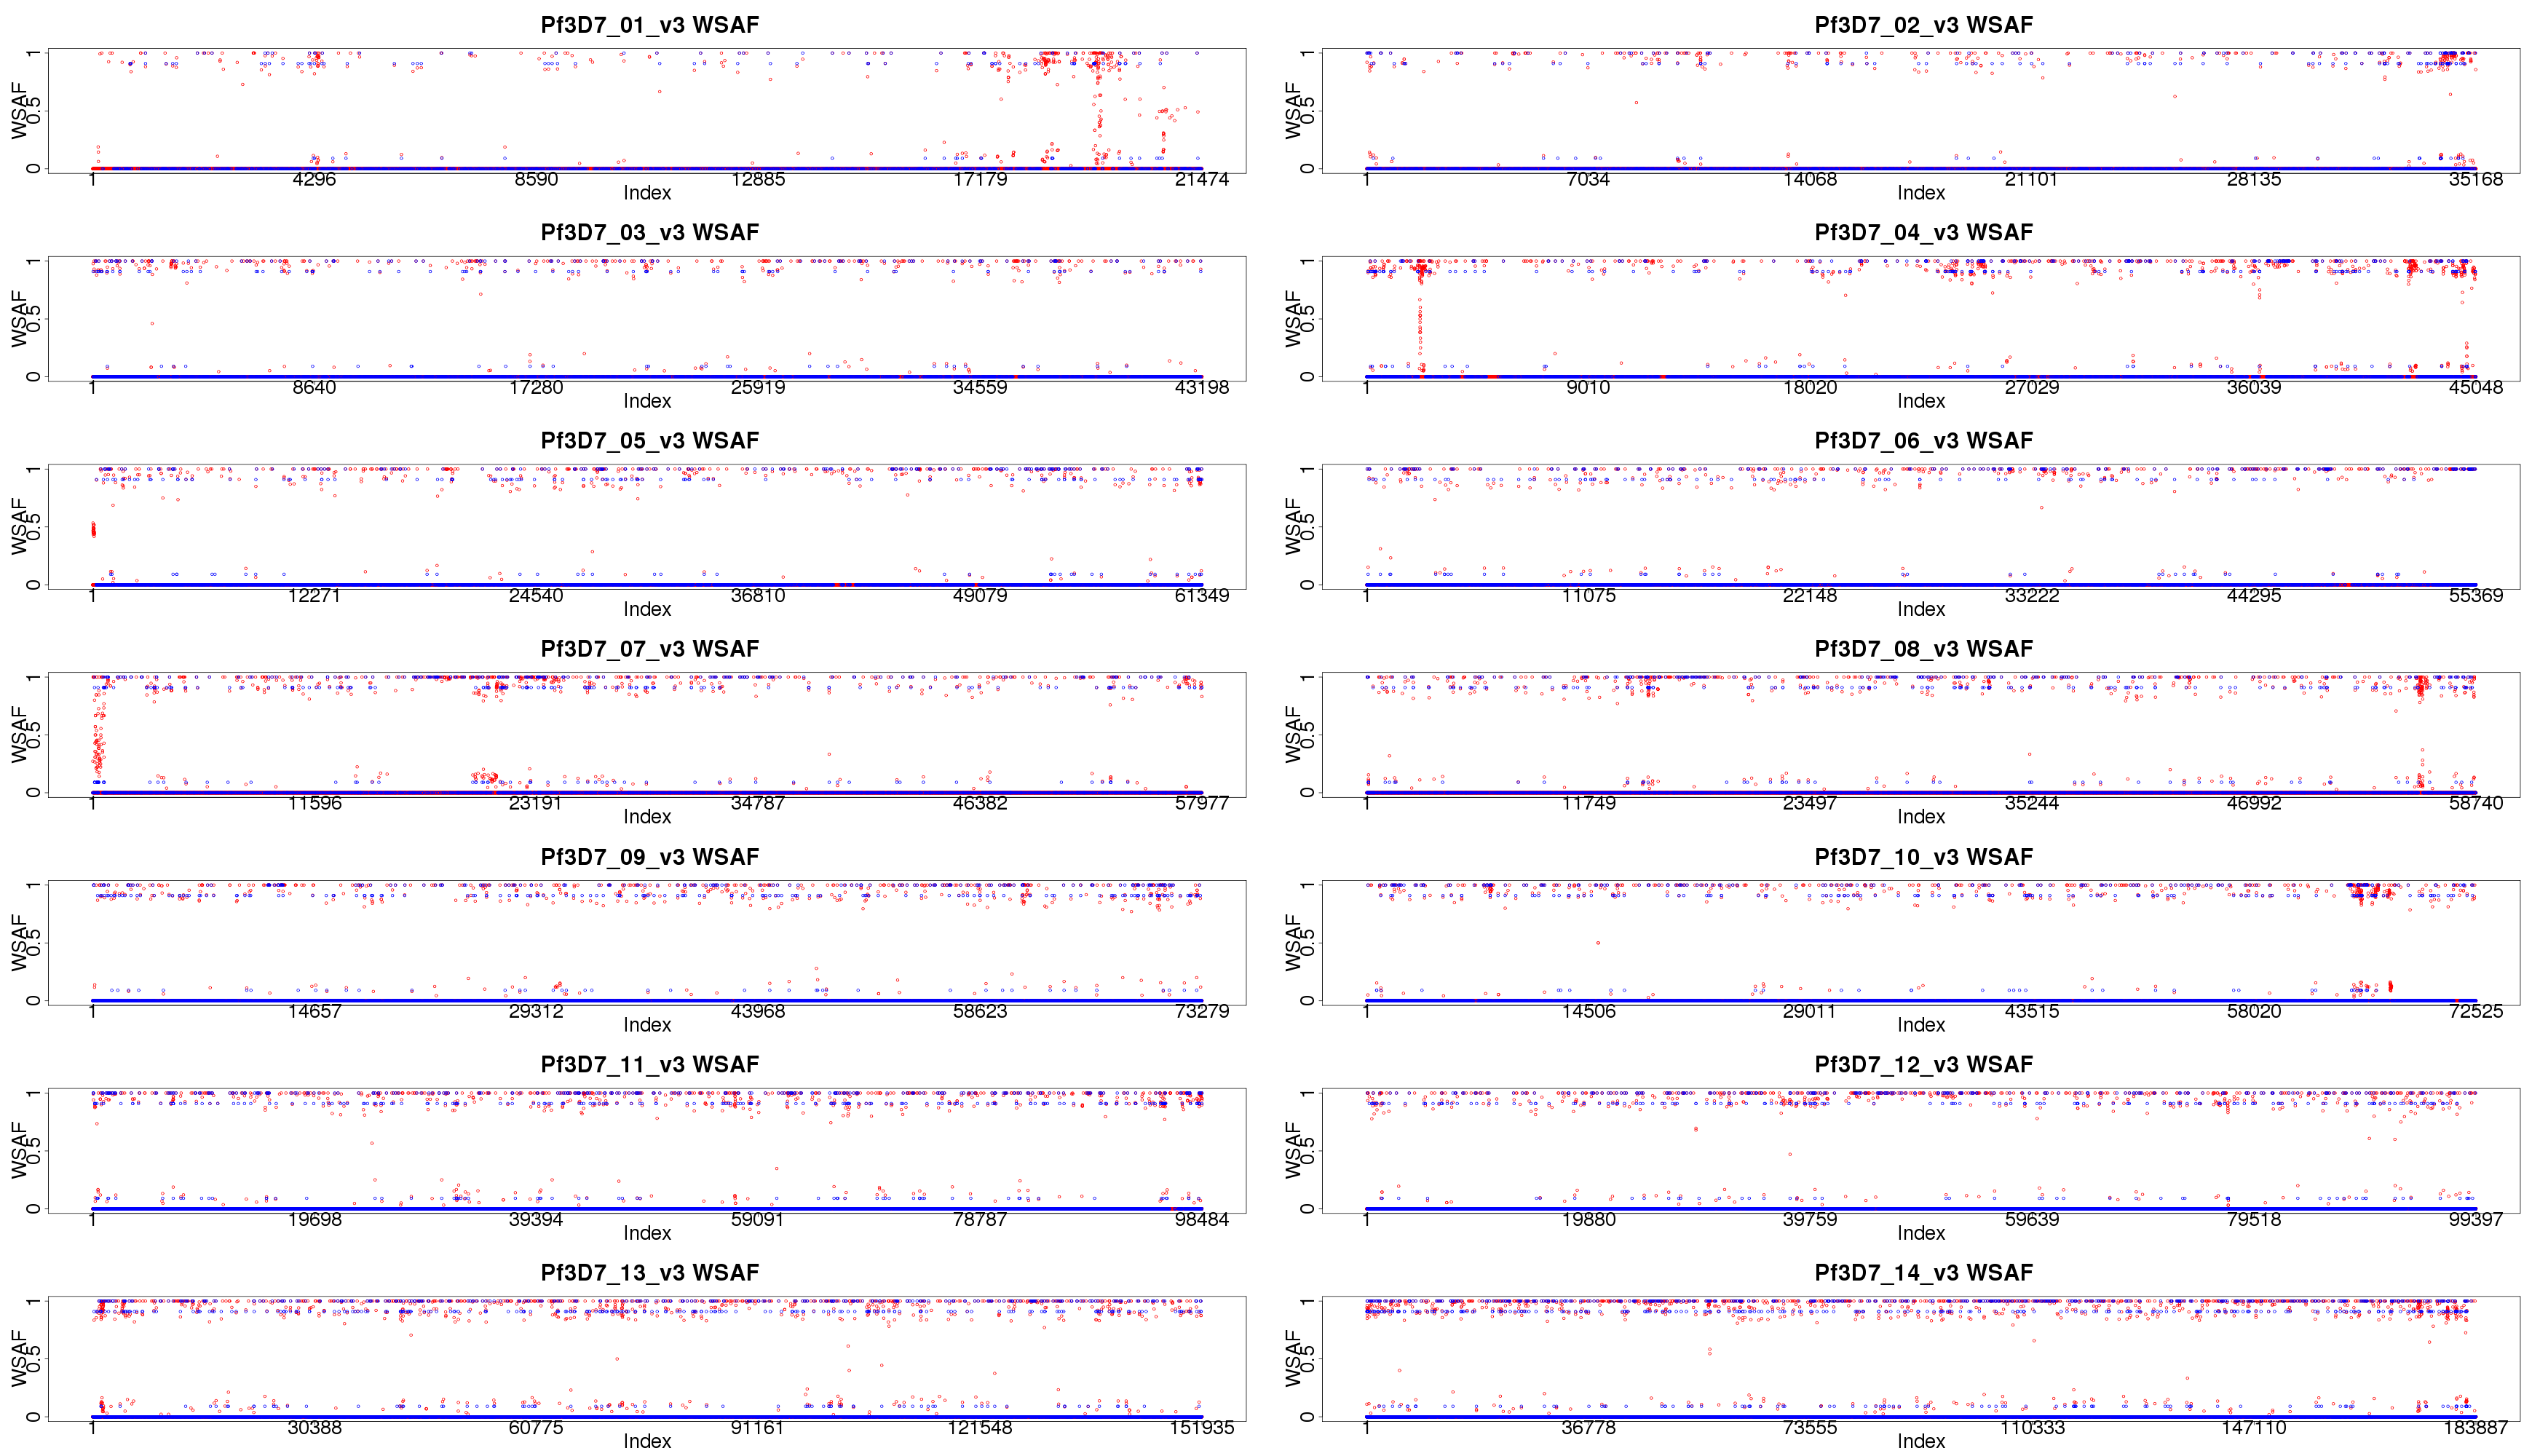 Pf3D7_01_v3 WSAF
WSAF
0 0.5 1
1 4296 8590 12885 17179 21474
Index
Pf3D7_02_v3 WSAF
WSAF
0 0.5 1
1 7034 14068 21101 28135 35168
Index
Pf3D7_03_v3 WSAF
WSAF
0 0.5 1
1 8640 17280 25919 34559 43198
Index
Pf3D7_04_v3 WSAF
WSAF
0 0.5 1
1 9010 18020 27029 36039 45048
Index
Pf3D7_05_v3 WSAF
WSAF
0 0.5 1
1 12271 24540 36810 49079 61349
Index
Pf3D7_06_v3 WSAF
WSAF
0 0.5 1
1 11075 22148 33222 44295 55369
Index
Pf3D7_07_v3 WSAF
WSAF
0 0.5 1
1 11596 23191 34787 46382 57977
Index
Pf3D7_08_v3 WSAF
WSAF
0 0.5 1
1 11749 23497 35244 46992 58740
Index
Pf3D7_09_v3 WSAF
WSAF
0 0.5 1
1 14657 29312 43968 58623 73279
Index
Pf3D7_10_v3 WSAF
WSAF
0 0.5 1
1 14506 29011 43515 58020 72525
Index
Pf3D7_11_v3 WSAF
WSAF
0 0.5 1
1 19698 39394 59091 78787 98484
Index
Pf3D7_12_v3 WSAF
WSAF
0 0.5 1
1 19880 39759 59639 79518 99397
Index
Pf3D7_13_v3 WSAF
WSAF
0 0.5 1
1 30388 60775 91161 121548 151935
Index
Pf3D7_14_v3 WSAF
WSAF
0 0.5 1
1 36778 73555 110333 147110 183887
Index